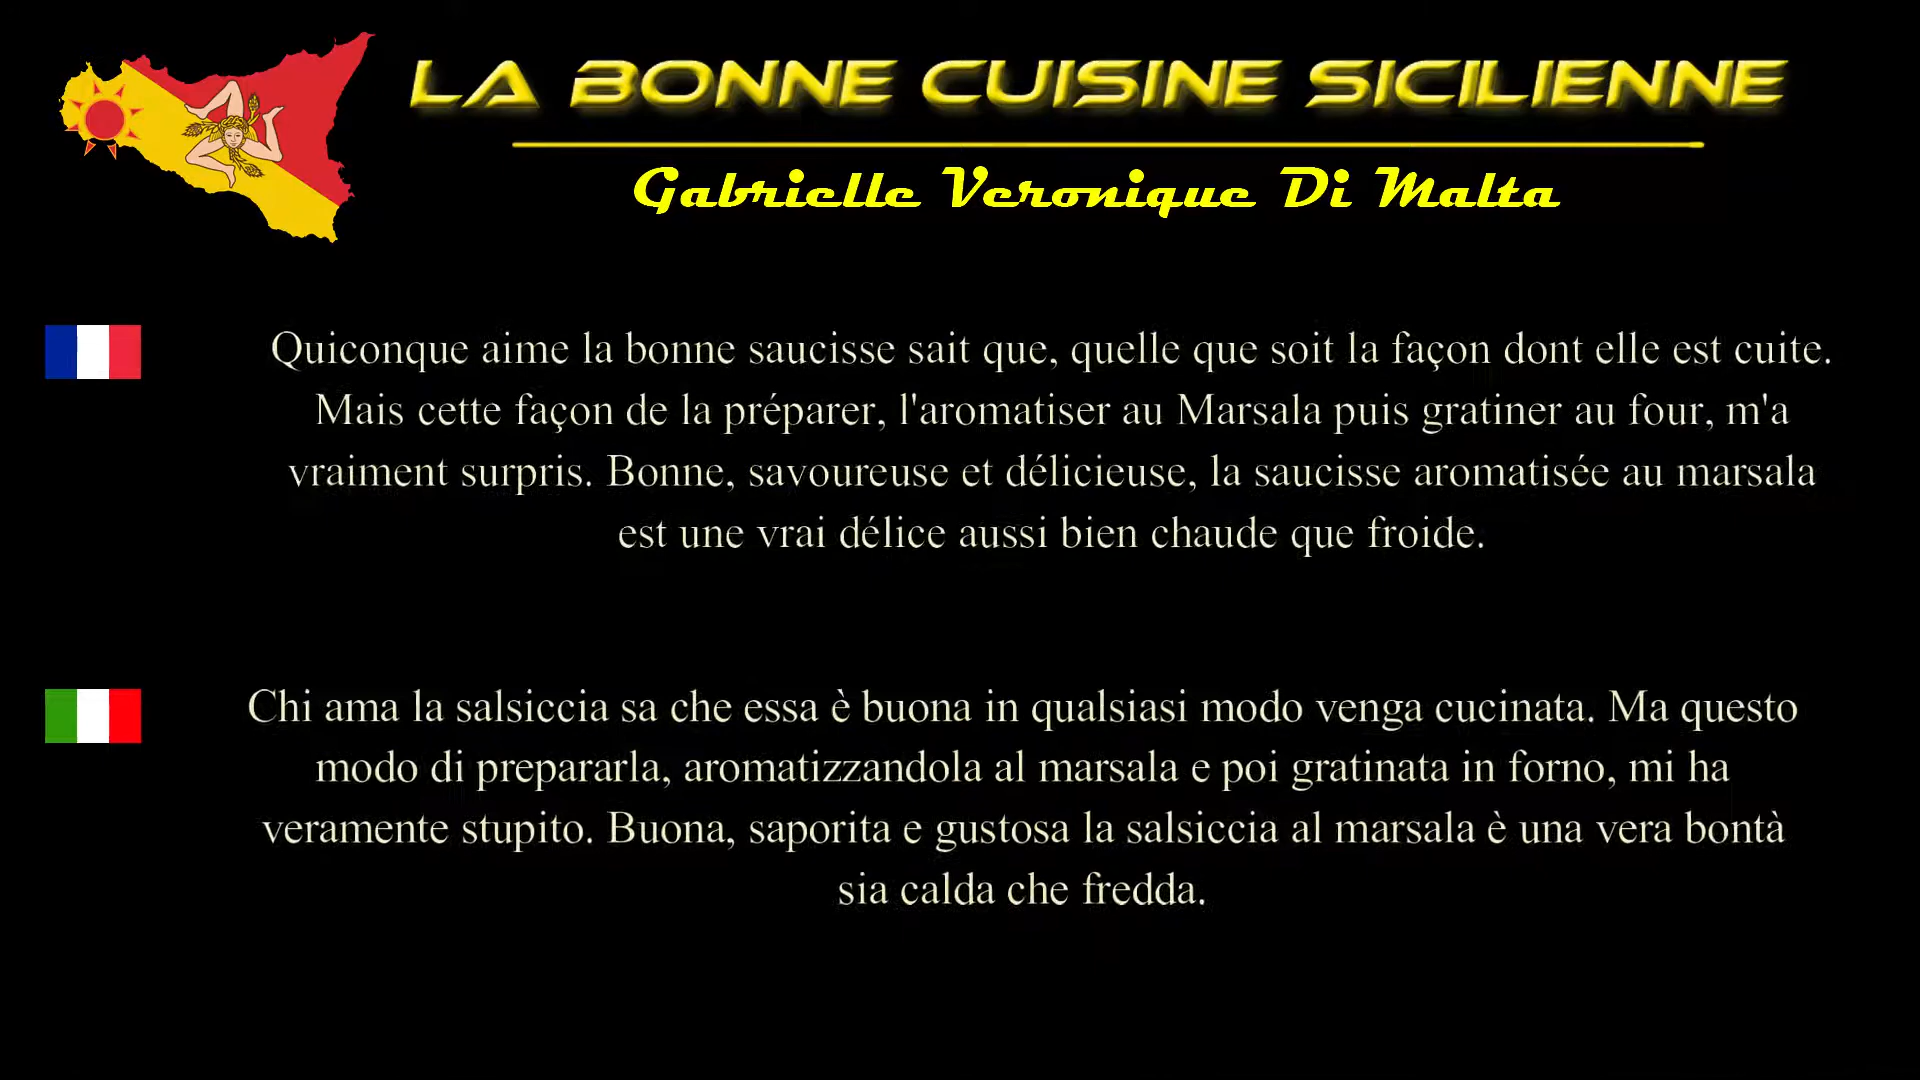 LA BONNE CUISINE SICILIENNE
Gabrielle Veronique Di Malta
Quiconque aime la bonne saucisse sait que, quelle que soit la façon dont elle est cuite.
Mais cette façon de la préparer, l'aromatiser au Marsala puis gratiner au four, m'a
vraiment surpris. Bonne, savoureuse et délicieuse, la saucisse aromatisée au marsala
est une vrai délice aussi bien chaude que froide.
Chi ama la salsiccia sa che essa è buona in qualsiasi modo venga cucinata. Ma questo
modo di prepararla, aromatizzandola al marsala e poi gratinata in forno, mi ha
veramente stupito. Buona, saporita e gustosa la salsiccia al marsala è una vera bontà
sia calda che fredda.